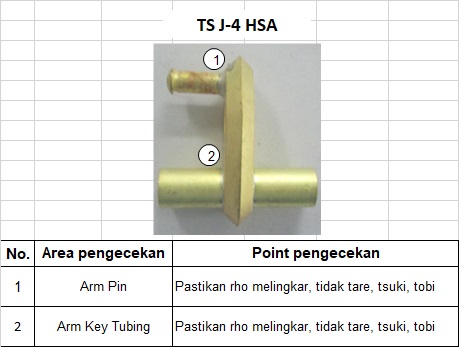 TS J-4 HSA
1
2
No. Area pengecekan Point pengecekan
1 Arm Pin Pastikan rho melingkar, tidak tare, tsuki, tobi
2 Arm Key Tubing Pastikan rho melingkar, tidak tare, tsuki, tobi